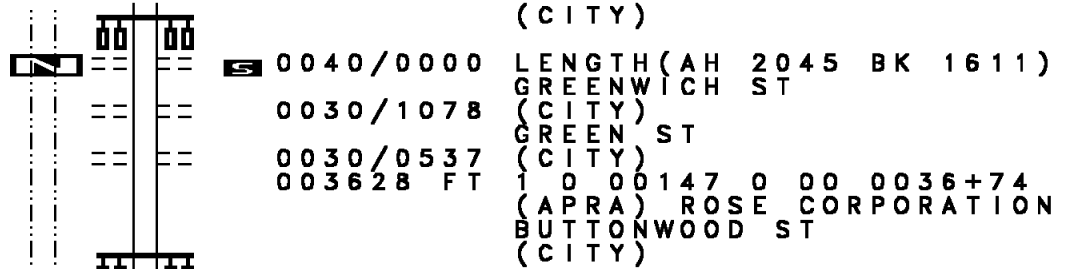 (CITY)
N S 0040/0000 LENGTH(AH 2045 BK 1611)
GREENWICH ST
0030/1078 (CITY)
GREEN ST
0030/0537 (CITY)
003628 FT 1 0 00147 0 00 0036+74
(APRA) ROSE CORPORATION
BUTTONWOOD ST
(CITY)